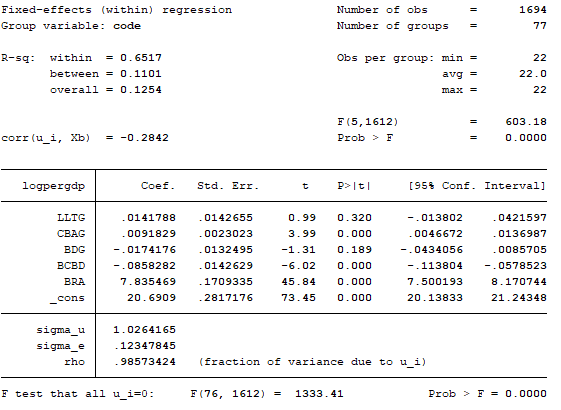 Fixed-effects (within) regression Number of obs = 1694
Group variable: code Number of groups = 77
R-sq: within = 0.6517 Obs per group: min = 22
between = 0.1101 avg = 22.0
overall = 0.1254 max = 22
F(5,1612) = 603.18
corr(u_i, Xb) = -0.2842 Prob > F = 0.0000
logpergdp Coef. Std. Err. t P>|t| [95% Conf. Interval]
LLTG .0141788 .0142655 0.99 0.320 -.013802 .0421597
CBAG .0091829 .0023023 3.99 0.000 .0046672 .0136987
BDG -.0174176 .0132495 -1.31 0.189 -.0434056 .0085705
BCBD -.0858282 .0142629 -6.02 0.000 -.113804 -.0578523
BRA 7.835469 .1709335 45.84 0.000 7.500193 8.170744
_cons 20.6909 .2817176 73.45 0.000 20.13833 21.24348
sigma_u 1.0264165
sigma_e .12347845
rho .98573424 (fraction of variance due to u_i)
F test that all u_i=0: F(76, 1612) = 1333.41 Prob > F = 0.0000